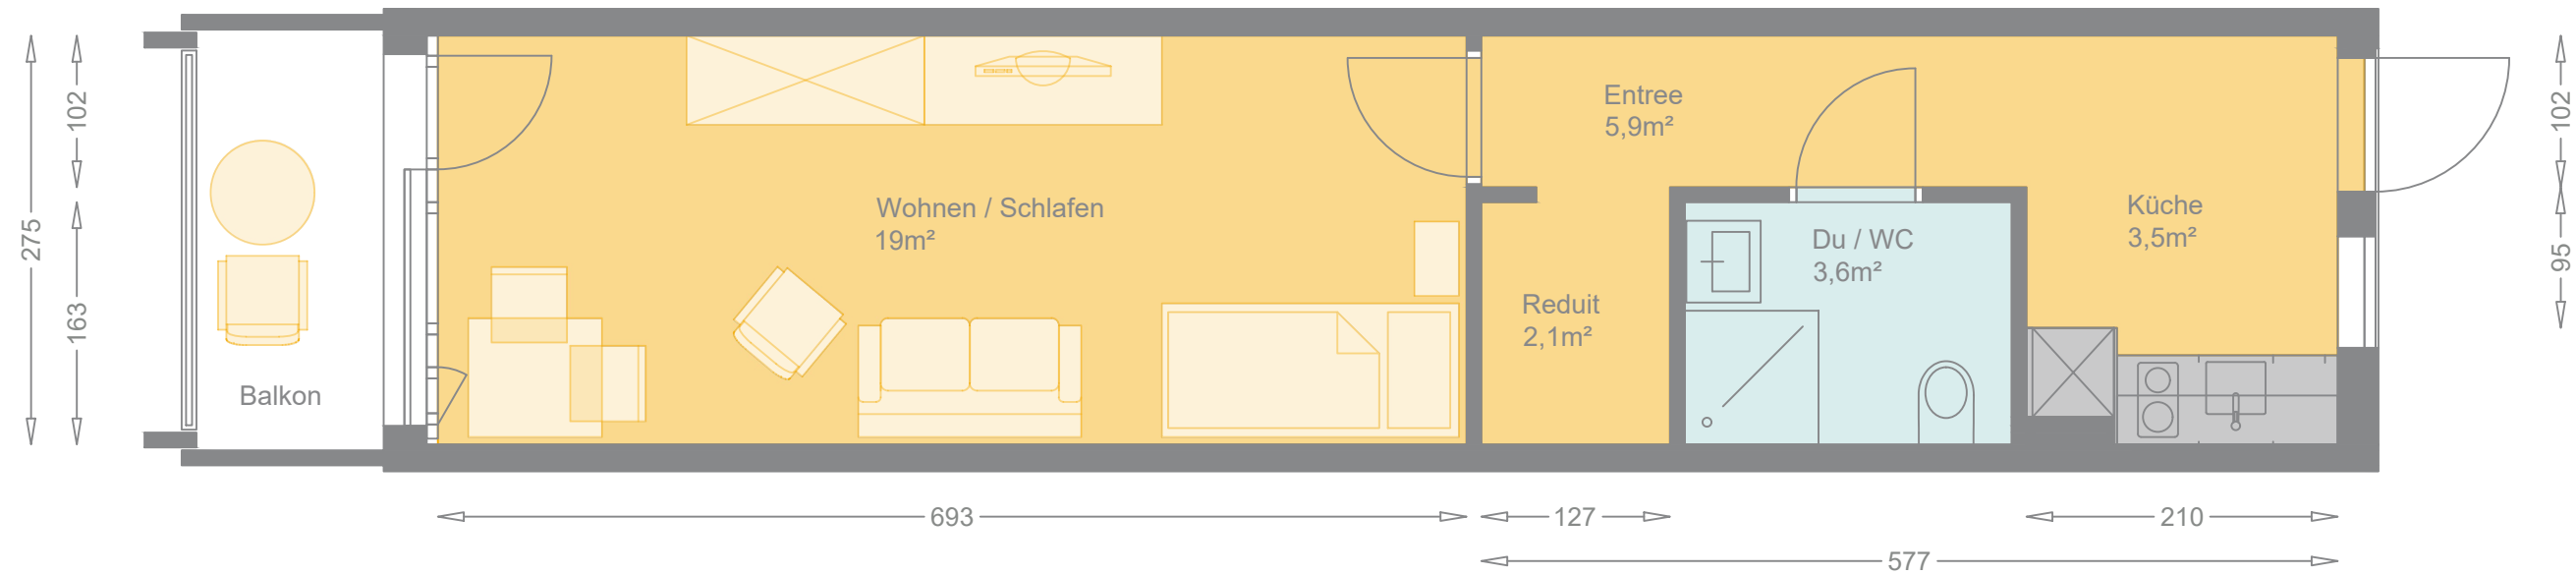 102
275
163
Balkon
Wohnen / Schlafen
19m²
Entree
5,9m²
Reduit
2,1m²
Du / WC
3,6m²
Küche
3,5m²
102
95
693
127
210
577